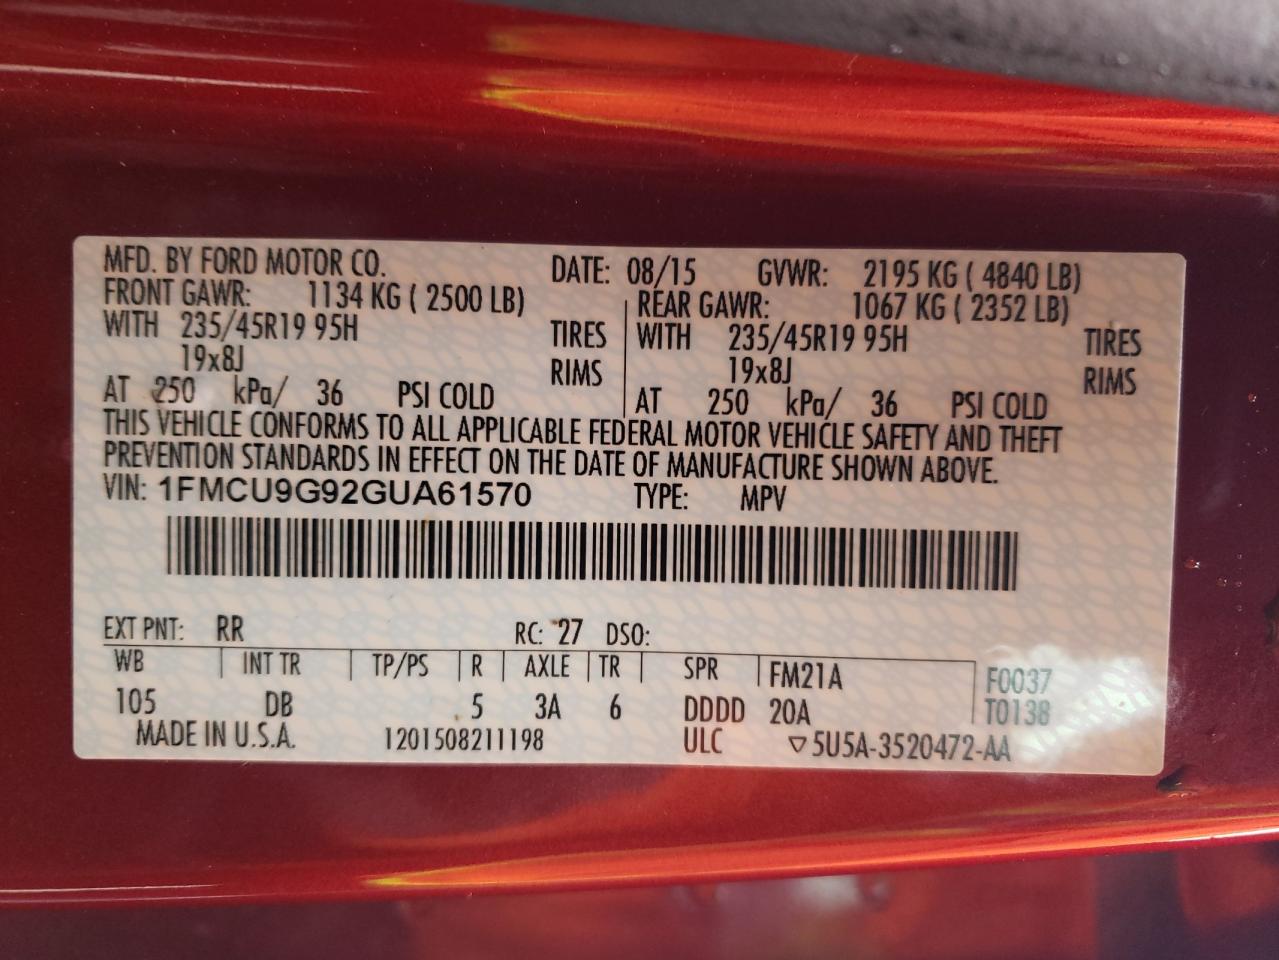 MFD. BY FORD MOTOR CO. DATE: 08/15 GVWR: 2195 KG ( 4840 LB)
FRONT GAWR: 1134 KG ( 2500 LB) REAR GAWR: 1067 KG ( 2352 LB)
WITH 235/45R19 95H TIRES WITH 235/45R19 95H TIRES
19x8J RIMS 19x8J RIMS
AT 250 kPa/ 36 PSI COLD AT 250 kPa/ 36 PSI COLD
THIS VEHICLE CONFORMS TO ALL APPLICABLE FEDERAL MOTOR VEHICLE SAFETY AND THEFT
PREVENTION STANDARDS IN EFFECT ON THE DATE OF MANUFACTURE SHOWN ABOVE.
VIN: 1FMCU9G92GUA61570 TYPE: MPV
EXT PNT: RR RC: 27 DSO:
WB INT TR TP/PS R AXLE TR SPR FM21A F0037
105 DB 5 3A 6 DDDD 20A T0138
MADE IN U.S.A. 1201508211198 ULC ▽5U5A-3520472-AA